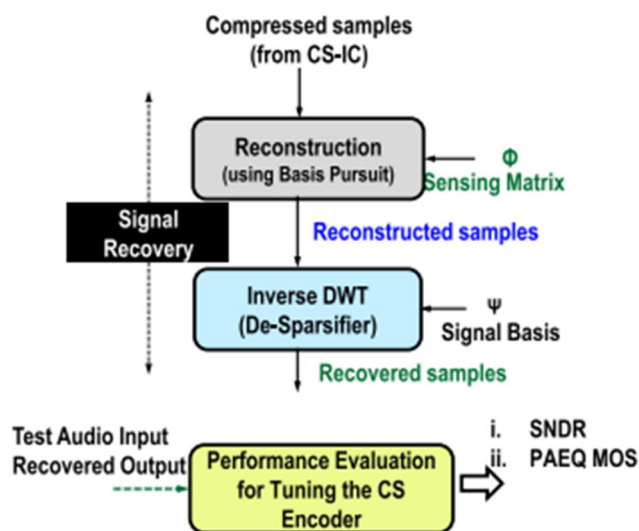 Compressed samples
(from CS-IC)
Reconstruction
(using Basis Pursuit)
Φ
Sensing Matrix
Signal
Recovery
Reconstructed samples
Inverse DWT
(De-Sparsifier)
Ψ
Signal Basis
Recovered samples
Test Audio Input
Recovered Output
Performance Evaluation
for Tuning the CS
Encoder
i. SNDR
ii. PAEQ MOS